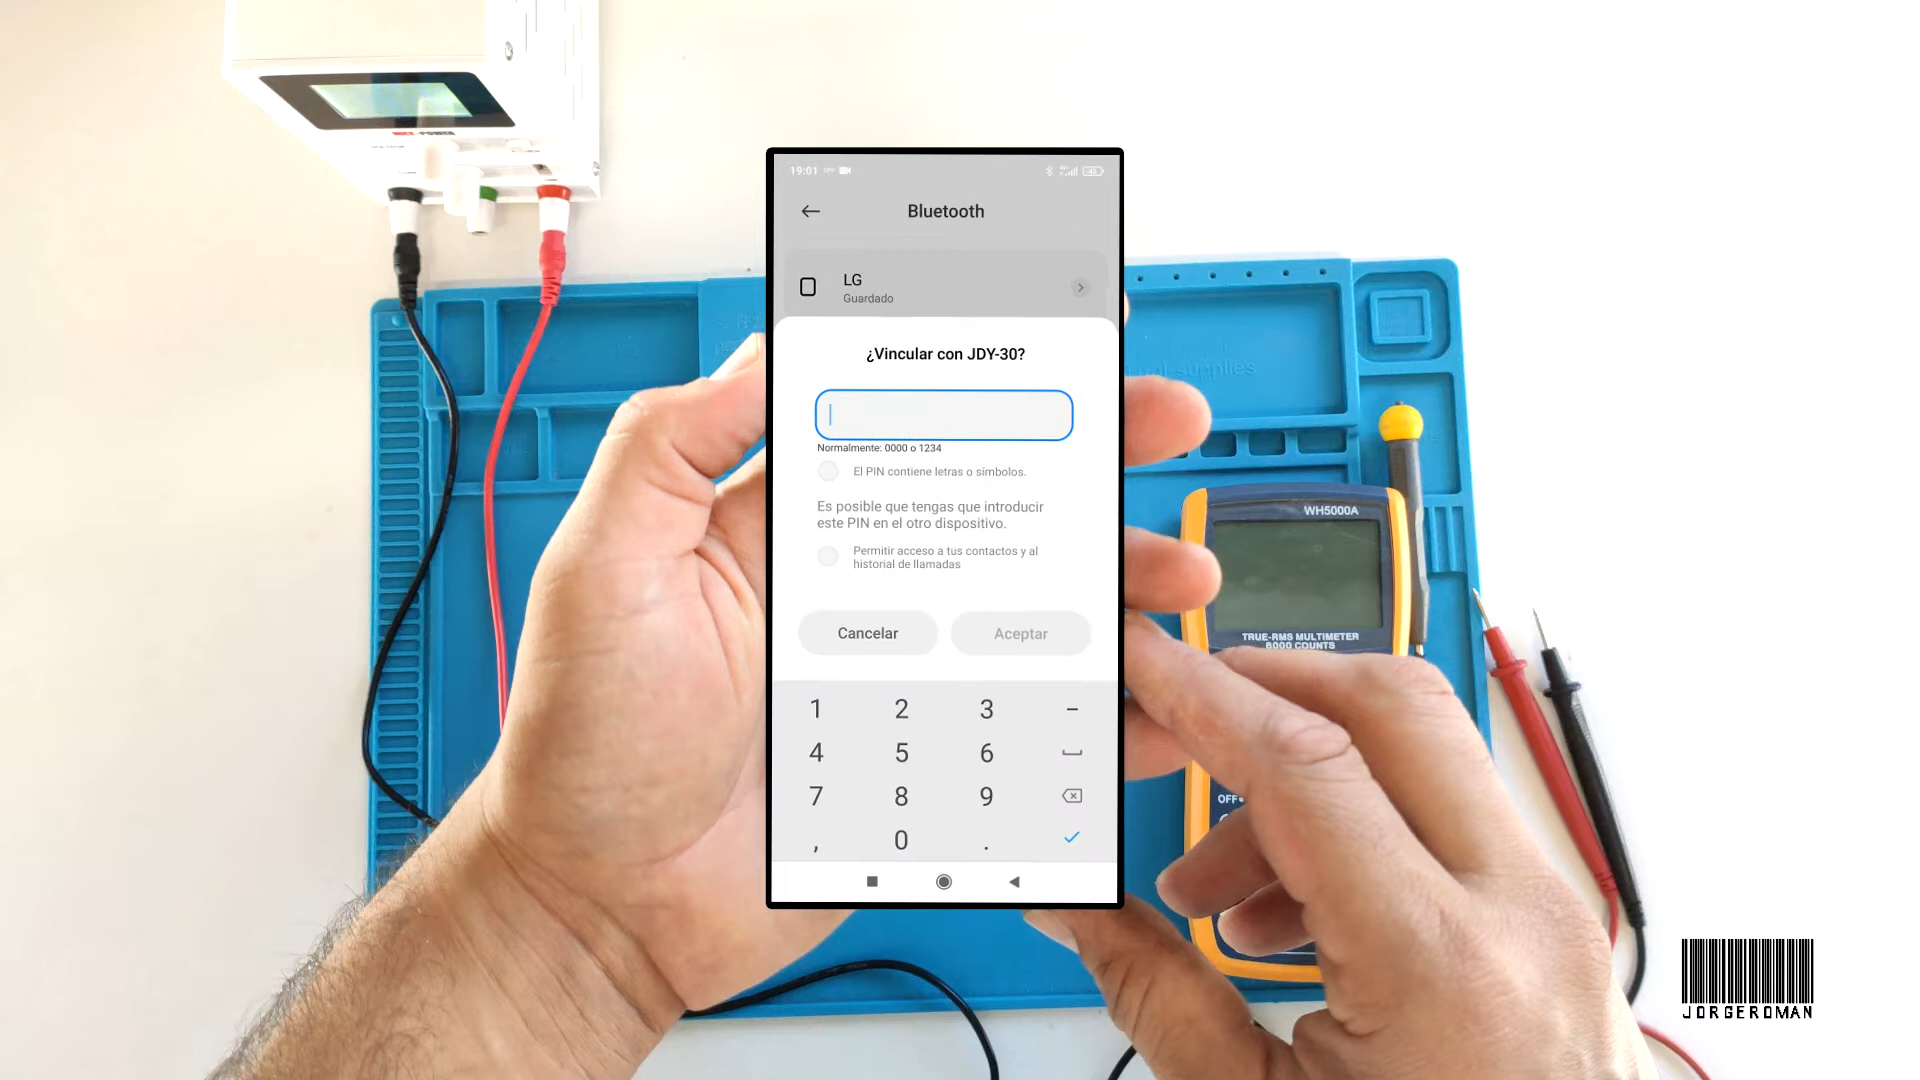 19:01
Bluetooth
LG
Guardado
¿Vincular con JDY-30?
Normalmente: 0000 o 1234
El PIN contiene letras o símbolos.
Es posible que tengas que introducir
este PIN en el otro dispositivo.
Permitir acceso a tus contactos y al
historial de llamadas
Cancelar
Aceptar
1 2 3 –
4 5 6
7 8 9
, 0 .
WH5000A
TRUE-RMS MULTIMETER
6000 COUNTS
OFF
supplies
JORGEROMAN